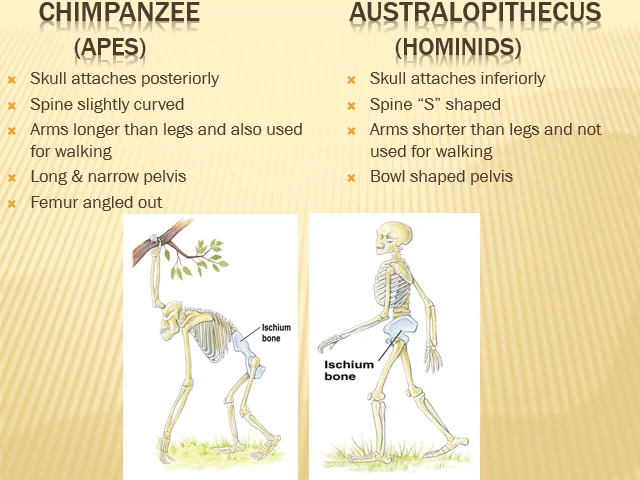 CHIMPANZEE
(APES)
Skull attaches posteriorly
Spine slightly curved
Arms longer than legs and also used
for walking
Long & narrow pelvis
Femur angled out
AUSTRALOPITHECUS
(HOMINIDS)
Skull attaches inferiorly
Spine “S” shaped
Arms shorter than legs and not
used for walking
Bowl shaped pelvis
Ischium
bone
Ischium
bone